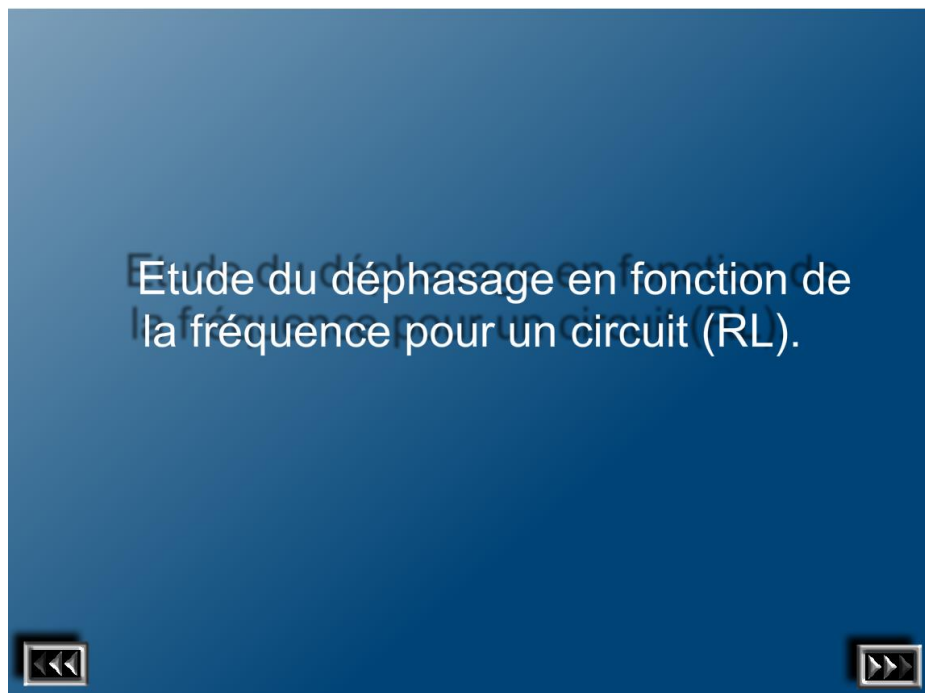 Etude du déphasage en fonction de
la fréquence pour un circuit (RL).